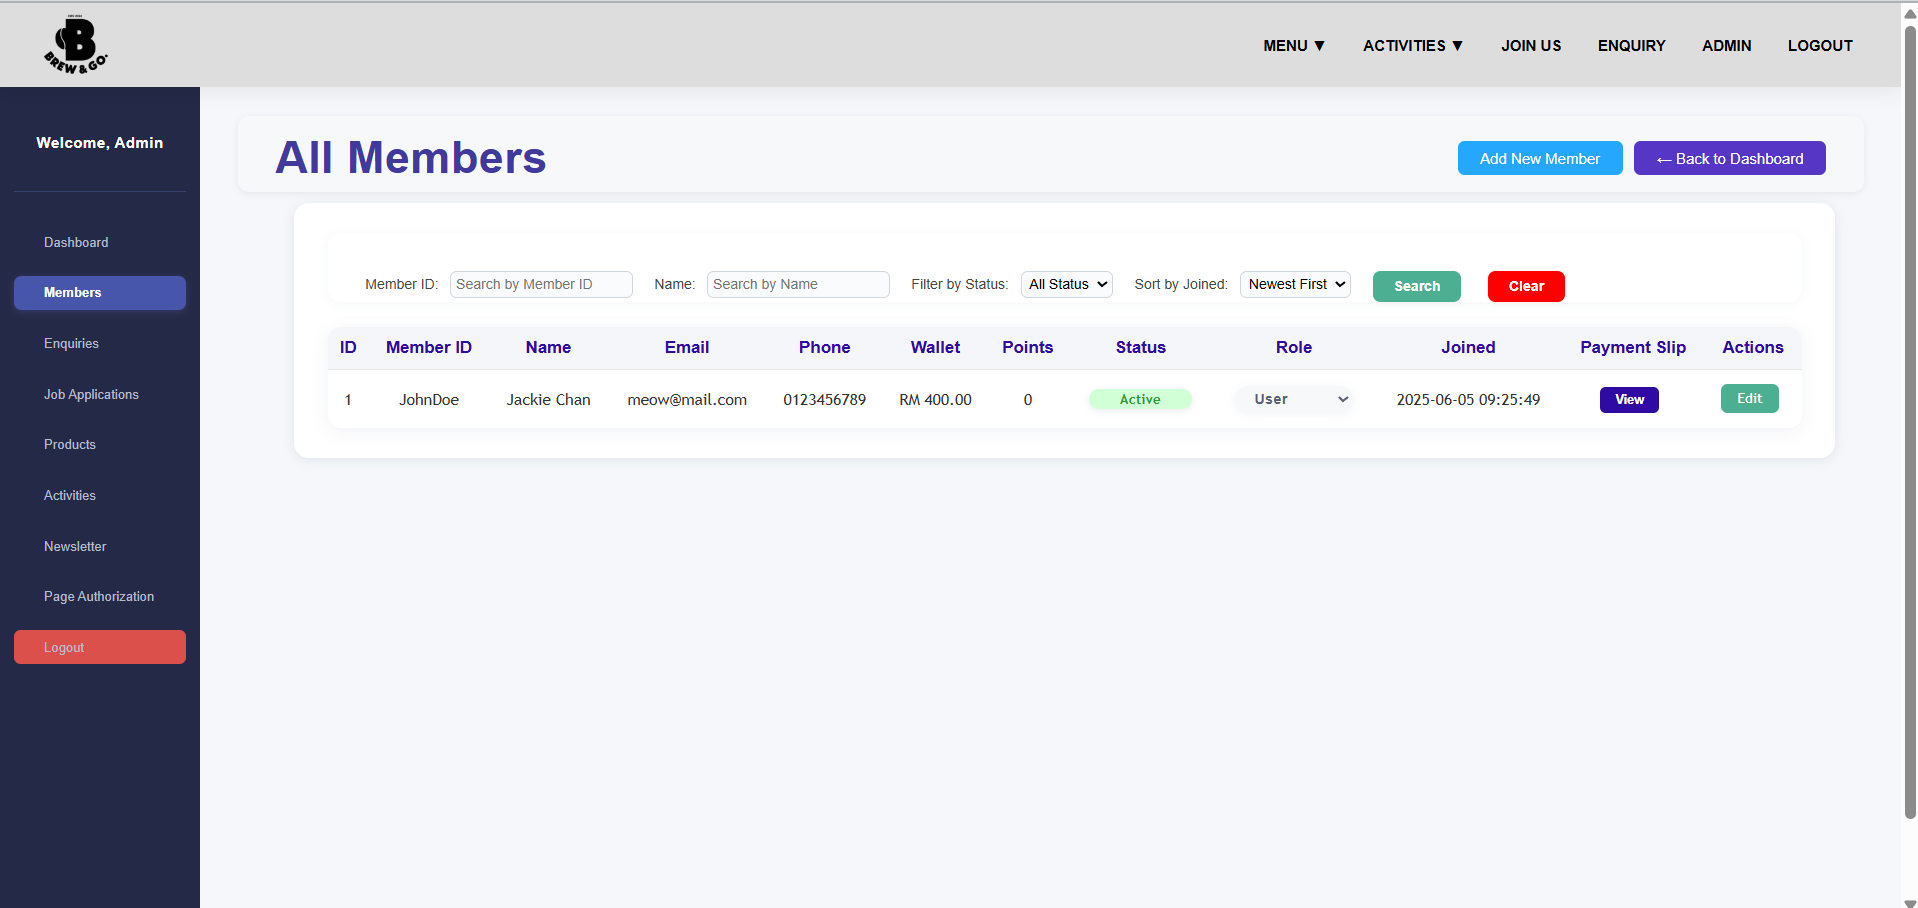 BREW & GO.
MENU ▼ ACTIVITIES ▼ JOIN US ENQUIRY ADMIN LOGOUT
Welcome, Admin
Dashboard
Members
Enquiries
Job Applications
Products
Activities
Newsletter
Page Authorization
Logout
All Members
Add New Member ← Back to Dashboard
Member ID: Search by Member ID Name: Search by Name Filter by Status: All Status Sort by Joined: Newest First Search Clear
ID Member ID Name Email Phone Wallet Points Status Role Joined Payment Slip Actions
1 JohnDoe Jackie Chan meow@mail.com 0123456789 RM 400.00 0 Active User 2025-06-05 09:25:49 View Edit